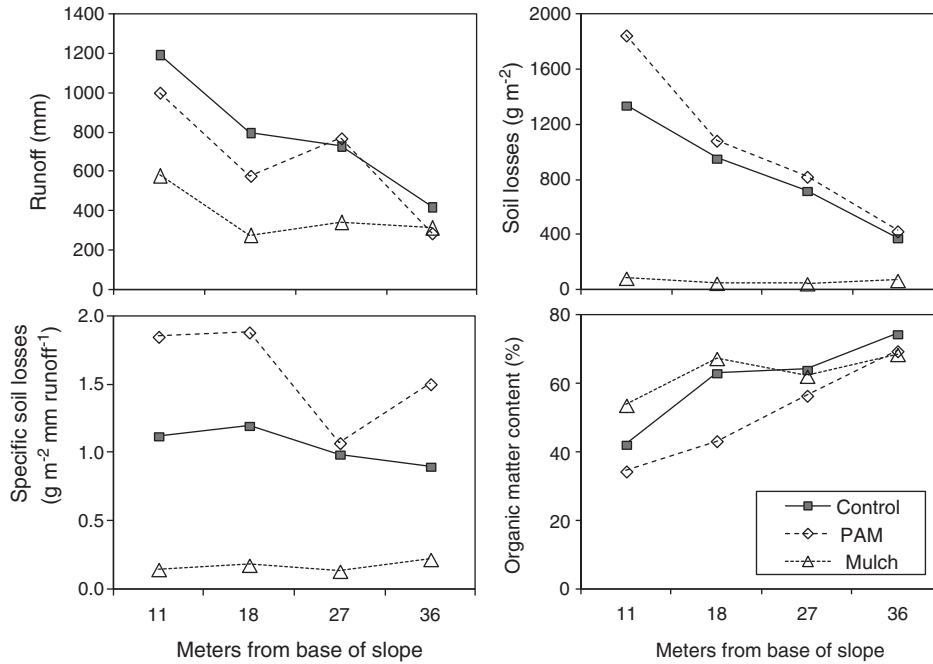 Runoff (mm)
1400
1200
1000
800
600
400
200
0
Soil losses (g m-2)
2000
1600
1200
800
400
0
Specific soil losses
(g m-2 mm runoff-1)
2.0
1.5
1.0
0.5
0.0
11 18 27 36
Meters from base of slope
Organic matter content (%)
80
60
40
20
0
Control
PAM
Mulch
11 18 27 36
Meters from base of slope